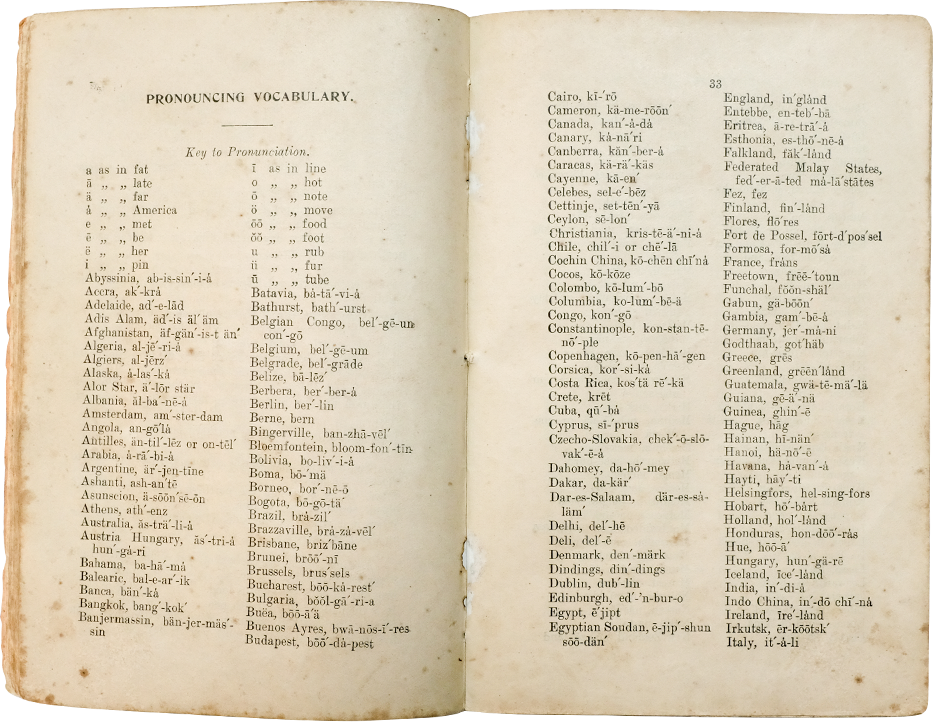 PRONOUNCING VOCABULARY.
Key to Pronunciation.
a as in fat
ā „ „ late
ä „ „ far
å „ „ America
e „ „ met
ē „ „ be
ë „ „ her
i „ „ pin
Abyssinia, ab-is-sin′-i-å
Accra, ak′-krå
Adelaide, ad′-e-lād
Adis Alam, äd′-is äl′äm
Afghanistan, äf-gän′-is-t än′
Algeria, al-jē′-ri-å
Algiers, al-jērz′
Alaska, å-las′-kå
Alor Star, ä′-lōr stär
Albania, äl-ba′-nē-å
Amsterdam, am′-ster-dam
Angola, an-gō′lå
Antilles, än-til′-lēz or on-tēl′
Arabia, å-rā′-bi-å
Argentine, är′-jen-tīne
Ashanti, ash-an′tē
Asunscion, ä-sōōn′sē-ōn
Athens, ath′-enz
Australia, äs-trā′-li-å
Austria Hungary, äs′-tri-å
hun′-gå-ri
Bahama, ba-hā′-må
Balearic, bal-e-ar′-ik
Banca, bän′-kå
Bangkok, bang′-kok′
Banjermassin, bän-jer-mäs′-
sin
ī as in line
o „ „ hot
ō „ „ note
ö „ „ move
ōō „ „ food
ŏŏ „ „ foot
u „ „ rub
ü „ „ fur
ū „ „ tube
Batavia, bå-tā′-vi-å
Bathurst, bath′-urst
Belgian Congo, bel′-gē-un
con′-gō
Belgium, bel′-gē-um
Belgrade, bel′-grāde
Belize, bā-lēz′
Berbera, ber′-ber-å
Berlin, ber′-lin
Berne, bern
Bingerville, ban-zhā-vēl′
Bloemfontein, bloom-fon′-tīn
Bolivia, bo-liv′-i-å
Boma, bō-′mä
Borneo, bor′-nē-ō
Bogota, bō-gō-tä′
Brazil, brå-zil′
Brazzaville, brå-zå-vēl′
Brisbane, briz′bāne
Brunei, brōō′-nī
Brussels, brus′sels
Bucharest, bōō-kå-rest′
Bulgaria, bōōl-gā′-ri-a
Buëa, bōō-ā′ä
Buenos Ayres, bwā-nōs-ī′-res
Budapest, bōō′-då-pest
33
Cairo, kī-′rō
Cameron, kä-me-rōōn′
Canada, kan′-å-då
Canary, kå-nā′ri
Canberra, kän′-ber-å
Caracas, kä-rä′-käs
Cayenne, kā-en′
Celebes, sel-e′-bēz
Cettinje, set-tēn′-yä
Ceylon, sē-lon′
Christiania, kris-tē-ä′-ni-å
Chile, chil′-i or chē′-lā
Cochin China, kō-chēn chī′nå
Cocos, kō-kōze
Colombo, kō-lum′-bō
Columbia, ko-lum′-bē-ä
Congo, kon′-gō
Constantinople, kon-stan-tē-
nō′-ple
Copenhagen, kō-pen-hā′-gen
Corsica, kor′-si-kå
Costa Rica, kos′tä rē′-kä
Crete, krēt
Cuba, qū′-bå
Cyprus, sī-′prus
Czecho-Slovakia, chek′-ō-slō-
vak′-ē-å
Dahomey, da-hō′-mey
Dakar, da-kär′
Dar-es-Salaam, där-es-så-
läm′
Delhi, del′-hē
Deli, del′-ē
Denmark, den′-märk
Dindings, din′-dings
Dublin, dub′-lin
Edinburgh, ed′-′n-bur-o
Egypt, ē′jipt
Egyptian Soudan, ē-jip′-shun
sōō-dän′
England, in′glånd
Entebbe, en-teb′-bā
Eritrea, ä-re-trā′-å
Esthonia, es-thō′-nē-å
Falkland, fäk′-lånd
Federated Malay States,
fed′-er-ā-ted må-lā′stātes
Fez, fez
Finland, fin′-lånd
Flores, flō′res
Fort de Possel, fōrt-d′pos′sel
Formosa, for-mō′så
France, fråns
Freetown, frēē-′toun
Funchal, fōōn-shäl′
Gabun, gä-bōōn′
Gambia, gam′-bē-å
Germany, jer′-må-ni
Godthaab, got′håb
Greece, grēs
Greenland, grēēn′lånd
Guatemala, gwä-tē-mä′-lä
Guiana, gē-ä′-nä
Guinea, ghin′-ē
Hague, hāg
Hainan, hī-nän′
Hanoi, hä-nō′-ē
Havana, hå-van′-å
Hayti, hāy′-ti
Helsingfors, hel-sing-fors
Hobart, hō′-bårt
Holland, hol′-lånd
Honduras, hon-dōō′-rås
Hue, hōō-ā′
Hungary, hun′-gä-rē
Iceland, īce′-lånd
India, in′-di-å
Indo China, in′-dō chī′-nå
Ireland, īre′-lånd
Irkutsk, ēr-kōōtsk′
Italy, it′-å-li